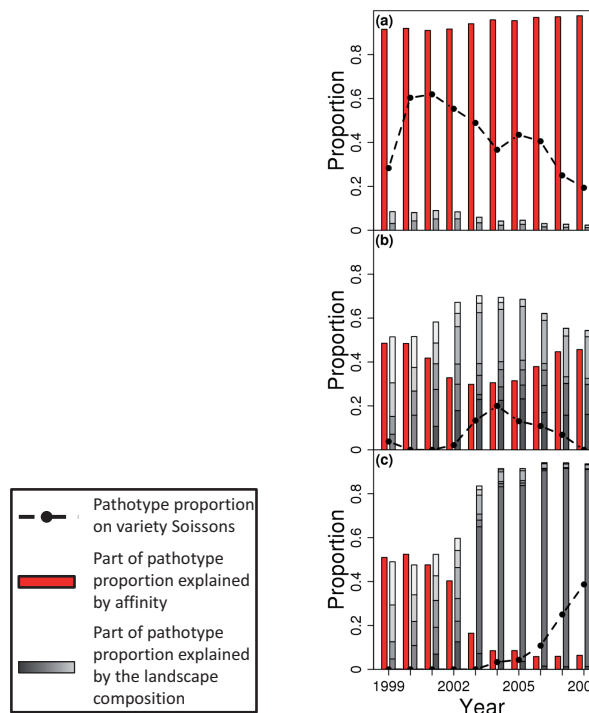 (a)
Proportion
0 0.2 0.4 0.6 0.8
(b)
Proportion
0 0.2 0.4 0.6 0.8
(c)
Proportion
0 0.2 0.4 0.6 0.8
1999 2002 2005 200
Year
Pathotype proportion
on variety Soissons
Part of pathotype
proportion explained
by affinity
Part of pathotype
proportion explained
by the landscape
composition